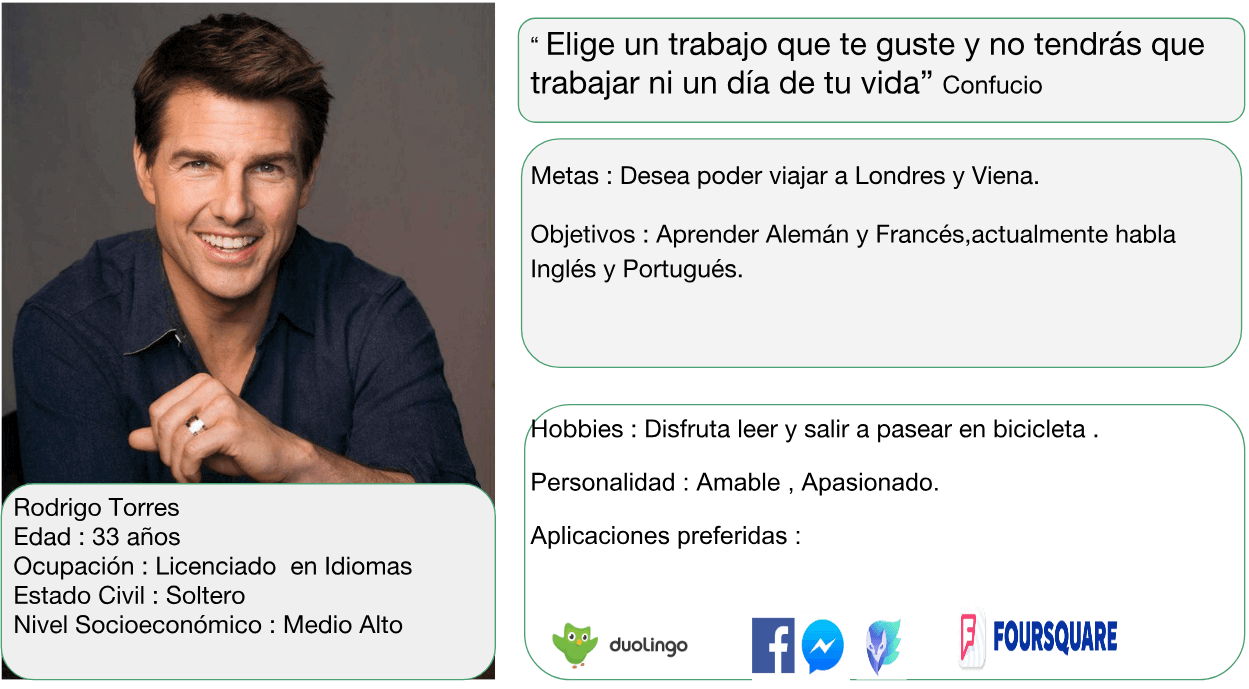 “ Elige un trabajo que te guste y no tendrás que
trabajar ni un día de tu vida” Confucio
Metas : Desea poder viajar a Londres y Viena.
Objetivos : Aprender Alemán y Francés,actualmente habla
Inglés y Portugués.
Hobbies : Disfruta leer y salir a pasear en bicicleta .
Personalidad : Amable , Apasionado.
Aplicaciones preferidas :
duolingo
FOURSQUARE
Rodrigo Torres
Edad : 33 años
Ocupación : Licenciado  en Idiomas
Estado Civil : Soltero
Nivel Socioeconómico : Medio Alto